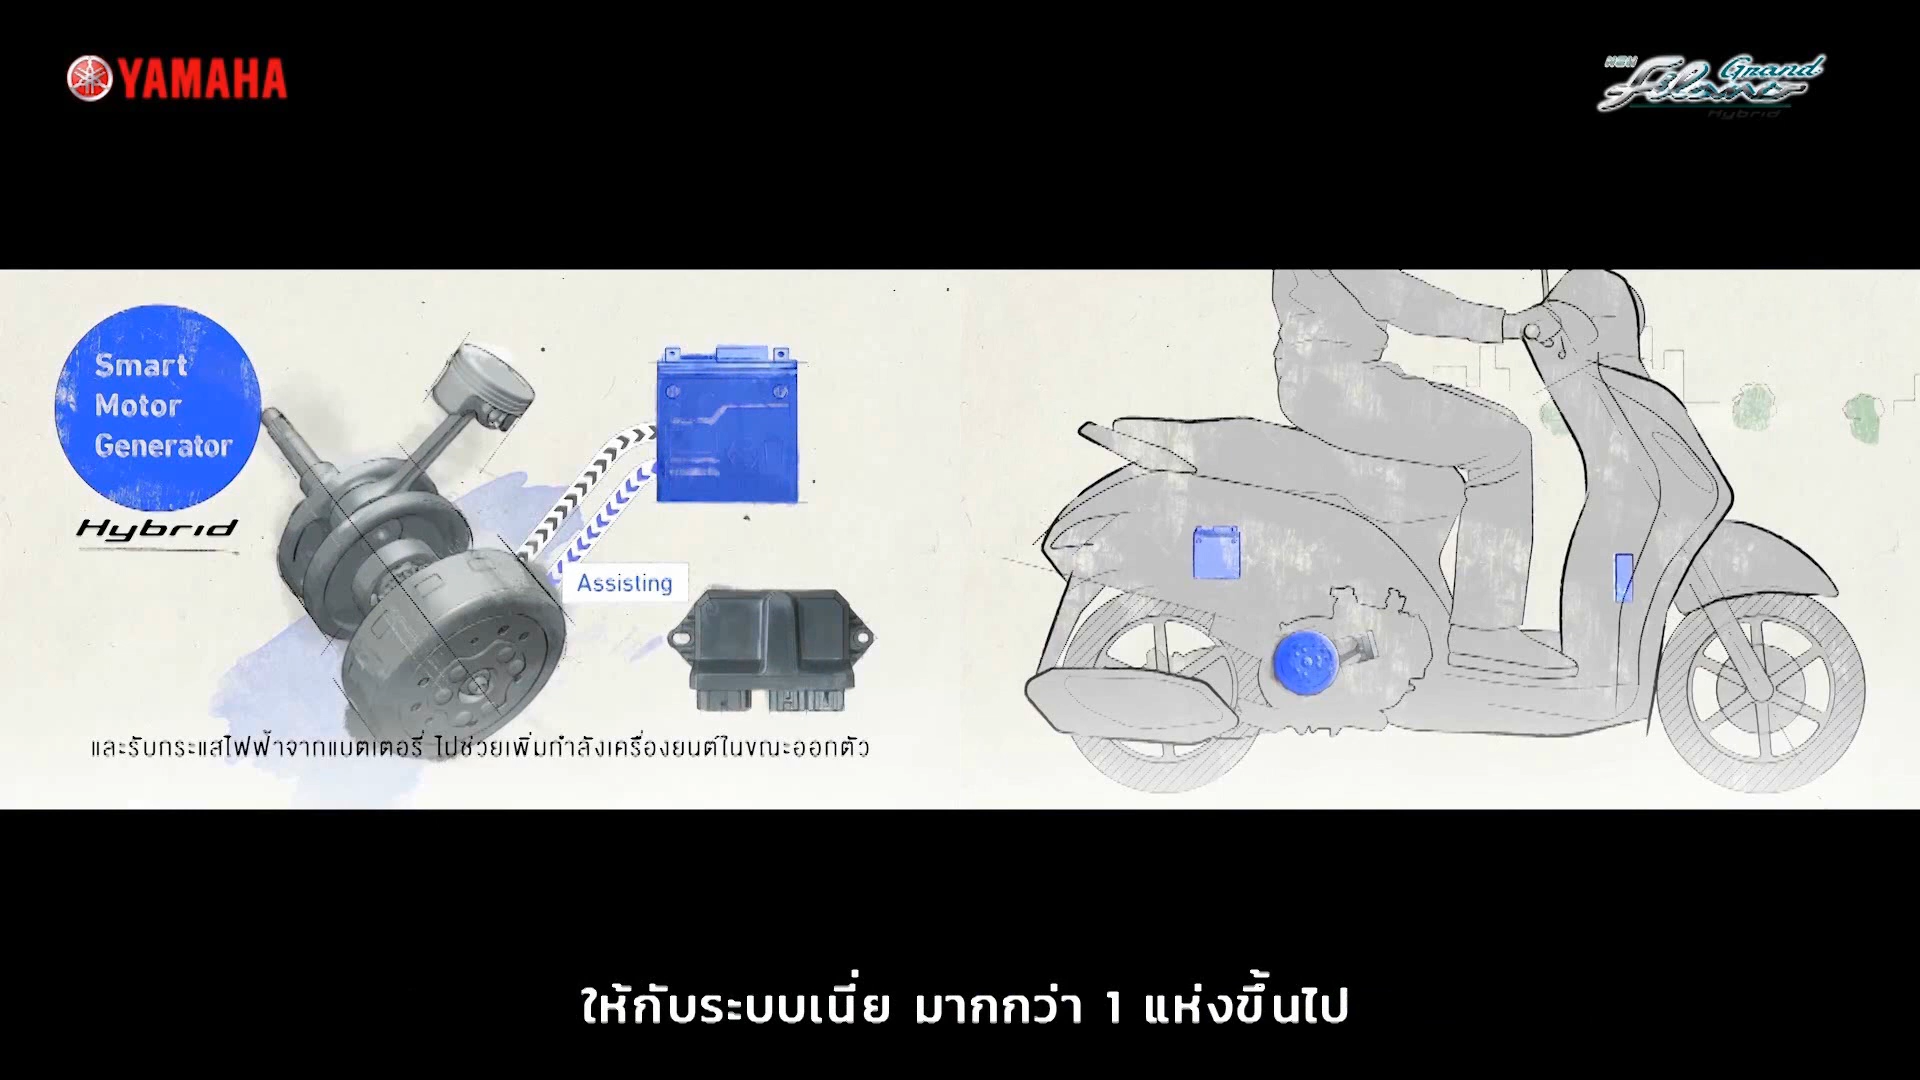 YAMAHA
NEW
Grand
Filano
Hybrid
Smart
Motor
Generator
Hybrid
Assisting
และรับกระแสไฟฟ้าจากแบตเตอรี่ ไปช่วยเพิ่มกำลังเครื่องยนต์ในขณะออกตัว
ให้กับระบบเนี่ย มากกว่า 1 แห่งขึ้นไป